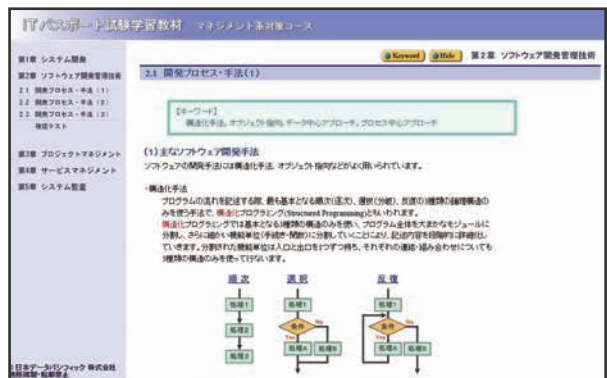 ITパスポート試験学習教材 マネジメント系対策コース
Keyword
Hide
第2章 ソフトウェア開発管理技術
第1章 システム開発
第2章 ソフトウェア開発管理技術
2.1 開発プロセス・手法(1)
2.2 開発プロセス・手法(2)
2.3 開発プロセス・手法(3)
確認テスト
第3章 プロジェクトマネジメント
第4章 サービスマネジメント
第5章 システム監査
2.1 開発プロセス・手法(1)
【キーワード】
構造化手法、オブジェクト指向、データ中心アプローチ、プロセス中心アプローチ
(1)主なソフトウェア開発手法
ソフトウェアの開発手法には構造化手法、オブジェクト指向などがよく用いられています。
・構造化手法
プログラムの流れを記述する際、最も基本となる順次(逐次)、選択(分岐)、反復の3種類の論理構造の
みを使う手法で、構造化プログラミング(Structured Programming)ともいわれます。
構造化プログラミングでは基本となる3種類の構造のみを使い、プログラム全体を大まかなモジュールに
分割し、さらに細かい機能単位(手続き・関数)に分割していくことにより、記述内容を段階的に詳細化し
ていきます。分割された機能単位は入口と出口を1つずつ持ち、それぞれの連結・組み合わせについても
3種類の構造のみを使って行ないます。
順次
選択
反復
処理1
処理2
処理3
処理1
条件
Yes
No
処理A
処理B
処理1
条件
No
Yes
処理A
処理B
日本データパシフィック 株式会社
無断複製・転載禁止